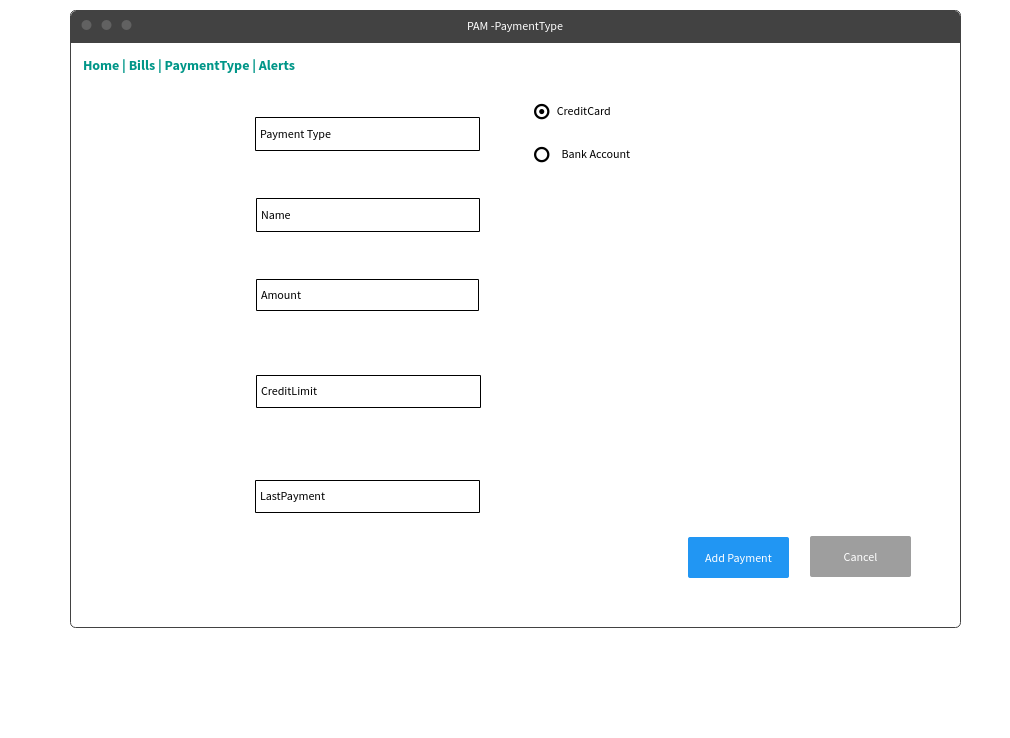 PAM -PaymentType
Home | Bills | PaymentType | Alerts
CreditCard
Payment Type
Bank Account
Name
Amount
CreditLimit
LastPayment
Add Payment
Cancel